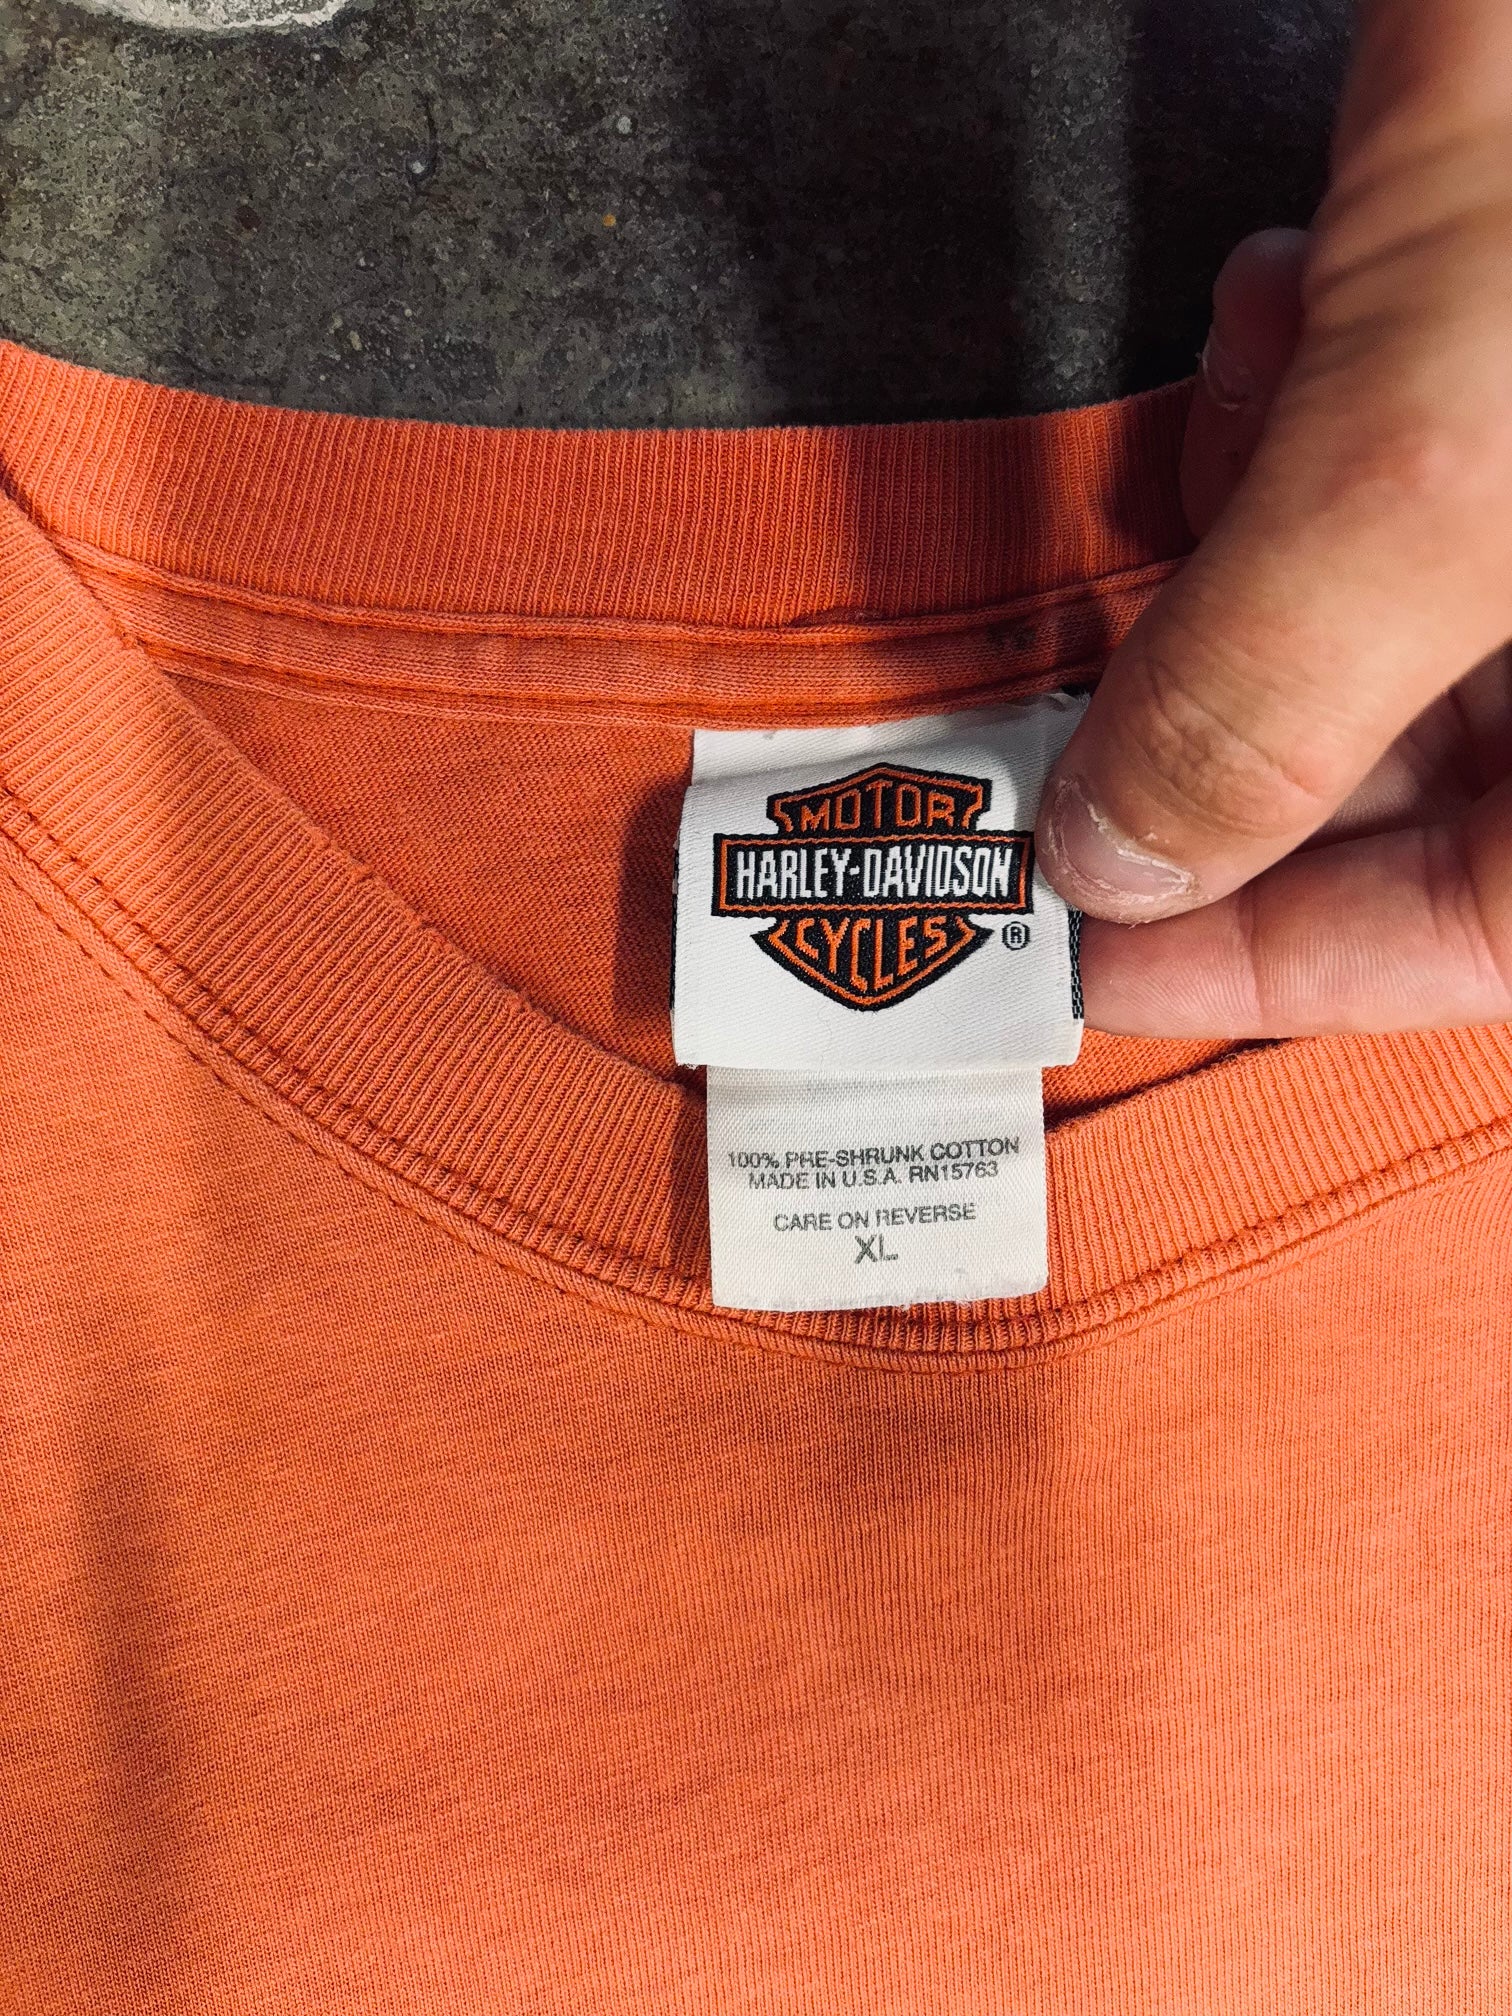 MOTOR
HARLEY-DAVIDSON
CYCLES ®
100% PRE-SHRUNK COTTON
MADE IN U.S.A. RN15763
CARE ON REVERSE
XL